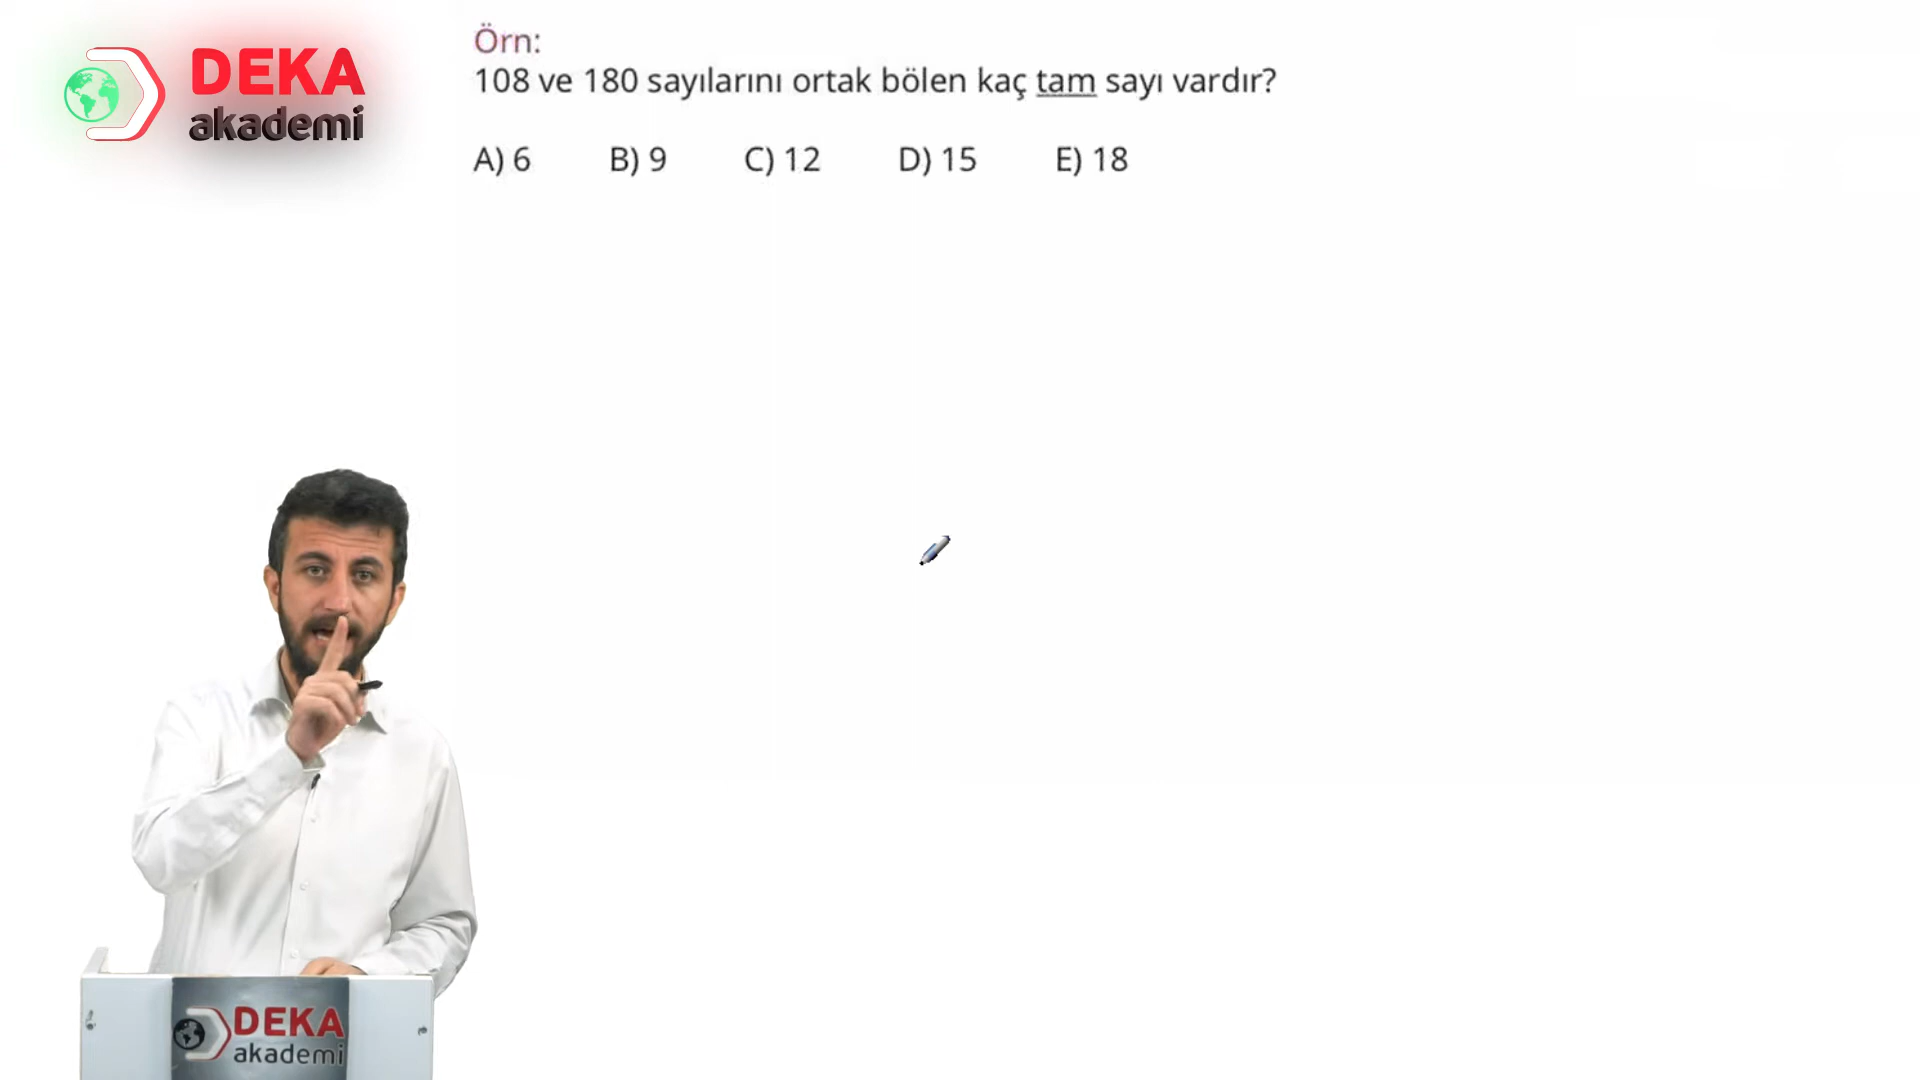 DEKA
akademi
Örn:
108 ve 180 sayılarını ortak bölen kaç tam sayı vardır?
A) 6 B) 9 C) 12 D) 15 E) 18
DEKA
akademi